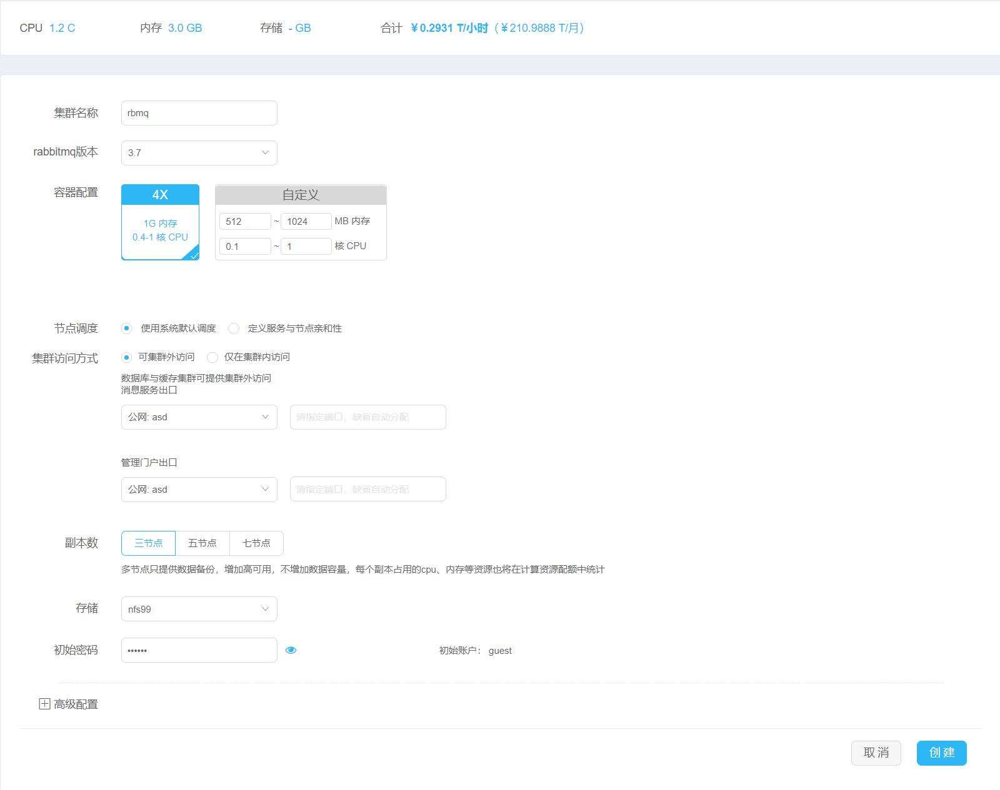 CPU 1.2 C 内存 3.0 GB 存储 - GB 合计 ￥0.2931 T/小时（￥210.9888 T/月）
集群名称 rbmq
rabbitmq版本 3.7
容器配置 4X 自定义
1G 内存 512 ~ 1024 MB 内存
0.4-1 核 CPU 0.1 ~ 1 核 CPU
节点调度 使用系统默认调度 定义服务与节点亲和性
集群访问方式 可集群外访问 仅在集群内访问
数据库与缓存集群可提供集群外访问
消息服务出口
公网: asd 请指定端口，缺省自动分配
管理门户出口
公网: asd 请指定端口，缺省自动分配
副本数 三节点 五节点 七节点
多节点只提供数据备份，增加高可用，不增加数据容量，每个副本占用的cpu、内存等资源也将在计算资源配额中统计
存储 nfs99
初始密码 •••••• 初始账户： guest
高级配置
取消 创建